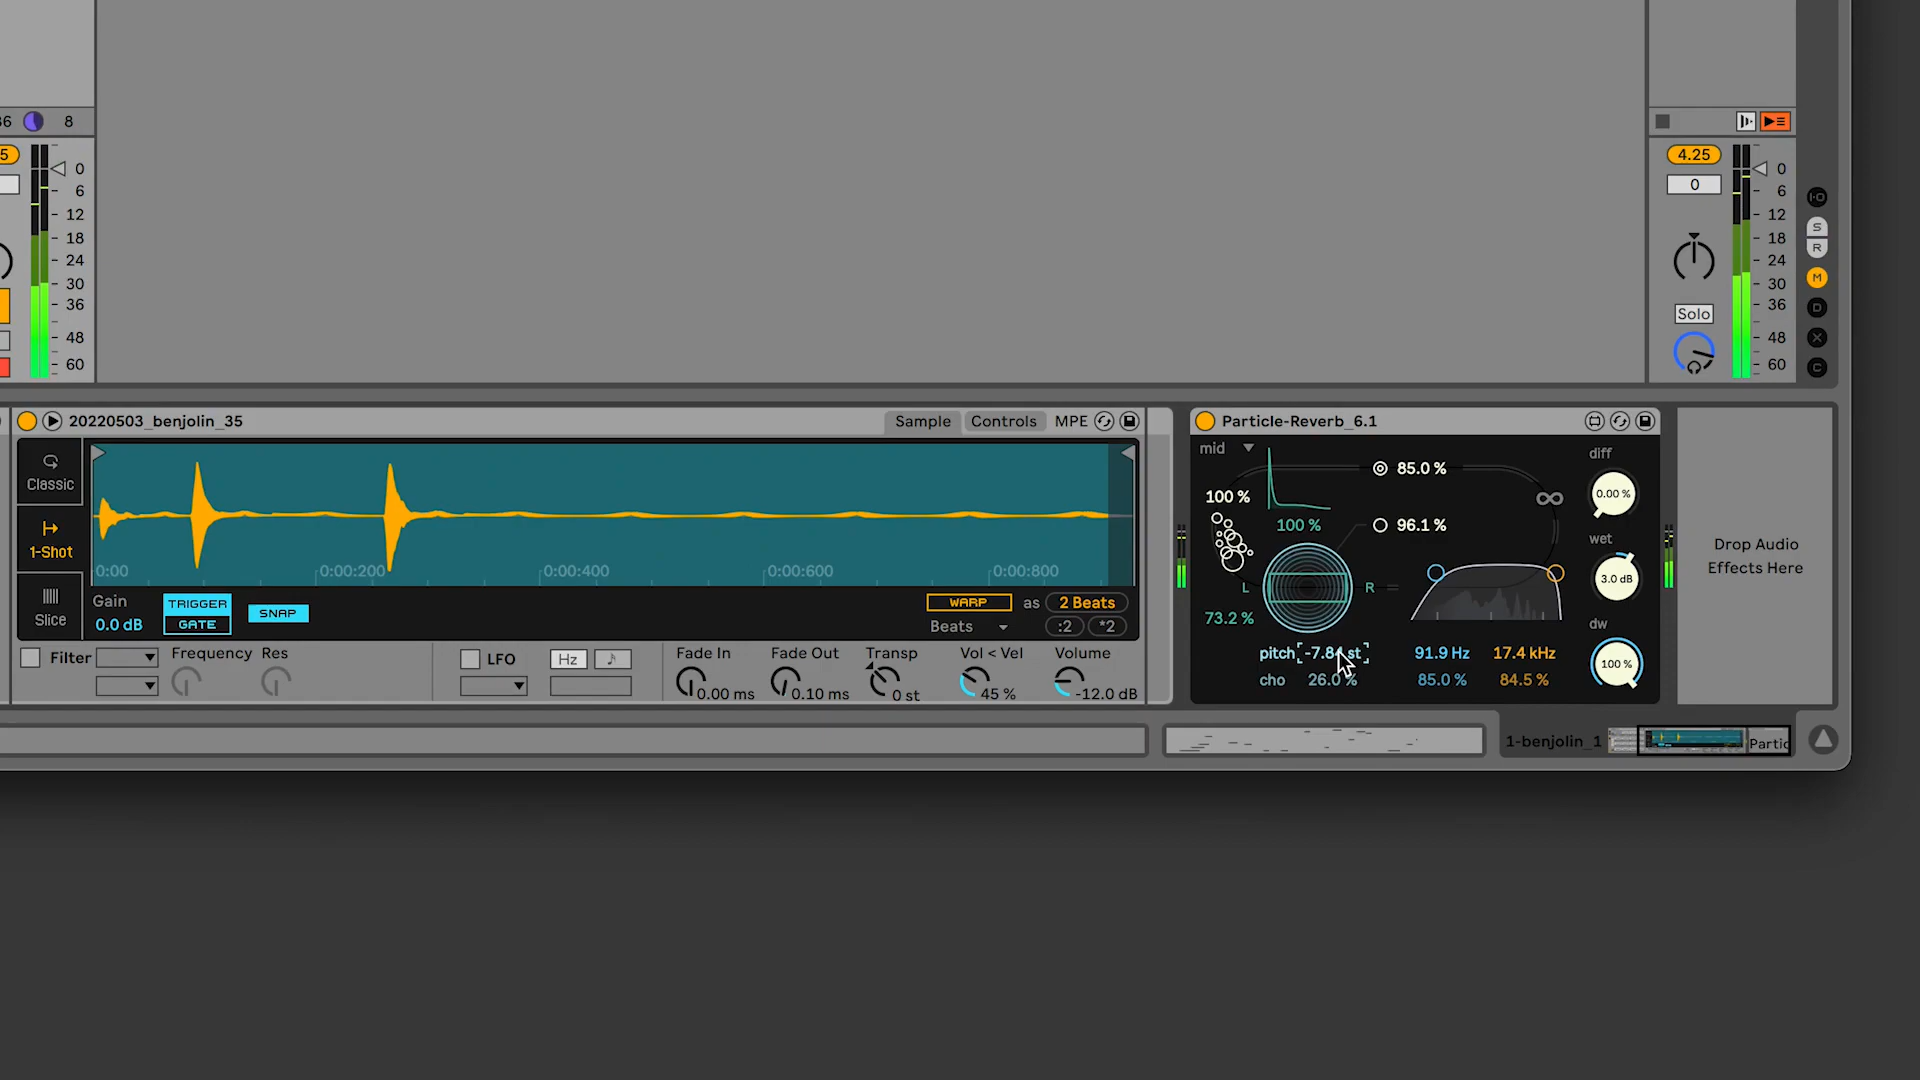 36 8
5
0
6
12
18
24
30
36
48
60
4.25
0
Solo
0
6
12
18
24
30
36
48
60
I·O
S
R
M
D
X
C
20220503_benjolin_35
Sample Controls MPE
Classic
1-Shot
Slice
0:00 0:00:200 0:00:400 0:00:600 0:00:800
Gain
0.0 dB
TRIGGER
GATE
SNAP
WARP as 2 Beats
Beats :2 *2
Filter Frequency Res
LFO Hz
Fade In Fade Out Transp Vol < Vel Volume
0.00 ms 0.10 ms 0 st 45 % -12.0 dB
Particle-Reverb_6.1
mid
85.0 %
100 %
100 %
96.1 %
∞
L R
73.2 %
pitch -7.84 st
cho 26.0 %
91.9 Hz 17.4 kHz
85.0 % 84.5 %
diff
0.00 %
wet
3.0 dB
dw
100 %
Drop Audio
Effects Here
1-benjolin_1
Partic